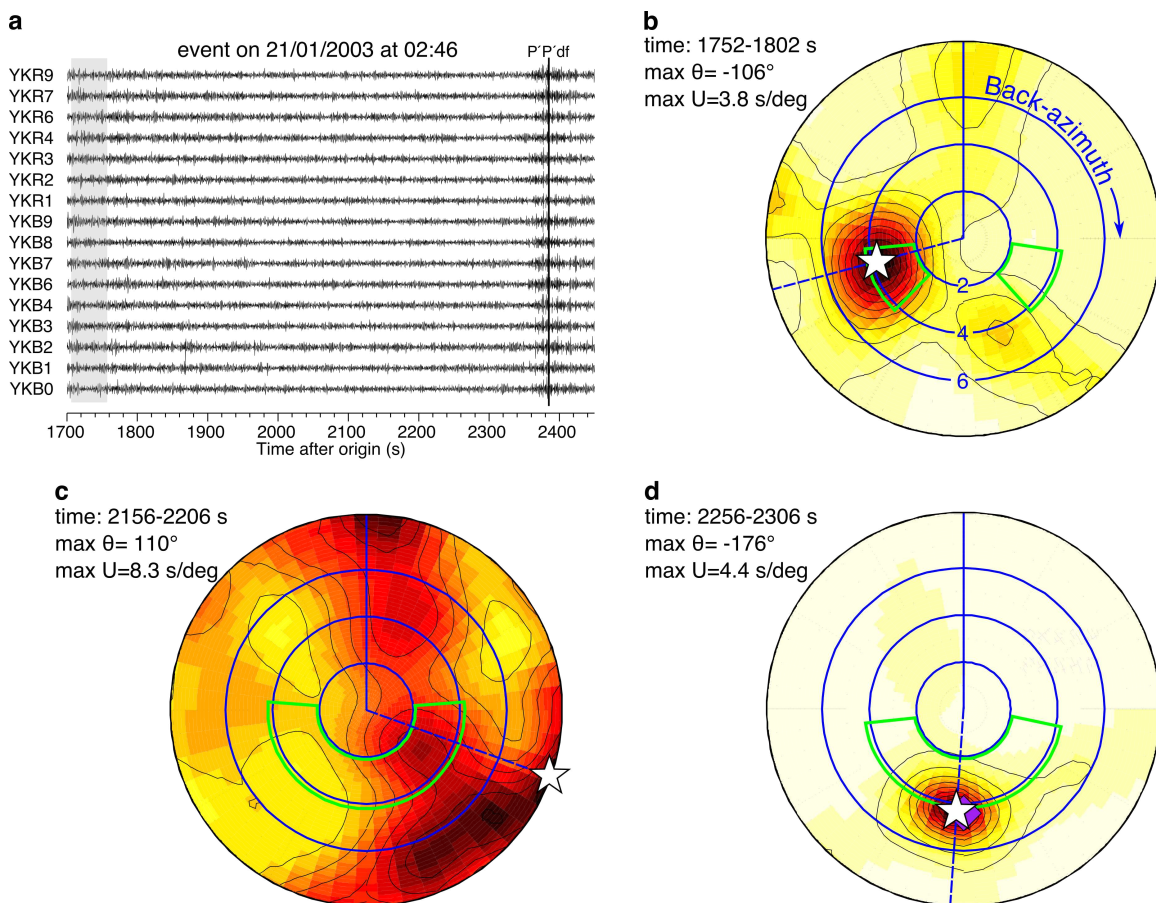 a
event on 21/01/2003 at 02:46
P´P´df
YKR9
YKR7
YKR6
YKR4
YKR3
YKR2
YKR1
YKB9
YKB8
YKB7
YKB6
YKB4
YKB3
YKB2
YKB1
YKB0
1700 1800 1900 2000 2100 2200 2300 2400
Time after origin (s)
b
time: 1752-1802 s
max θ= -106°
max U=3.8 s/deg
Back-azimuth
2
4
6
c
time: 2156-2206 s
max θ= 110°
max U=8.3 s/deg
d
time: 2256-2306 s
max θ= -176°
max U=4.4 s/deg